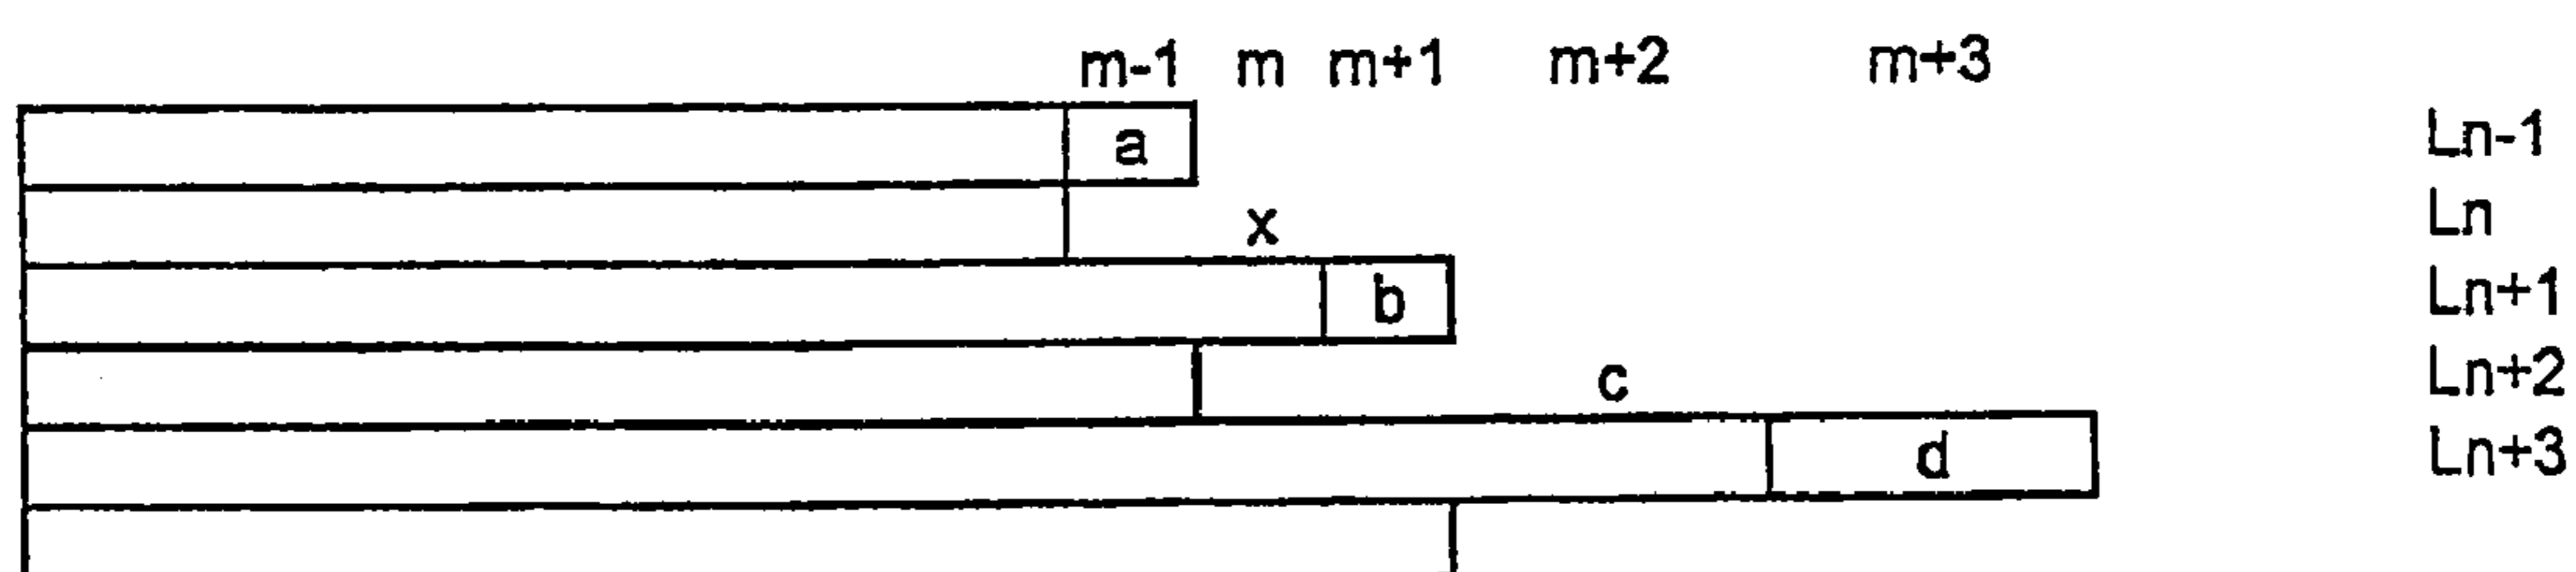 m-1 m m+1 m+2 m+3
a Ln-1
x Ln
b Ln+1
c Ln+2
d Ln+3